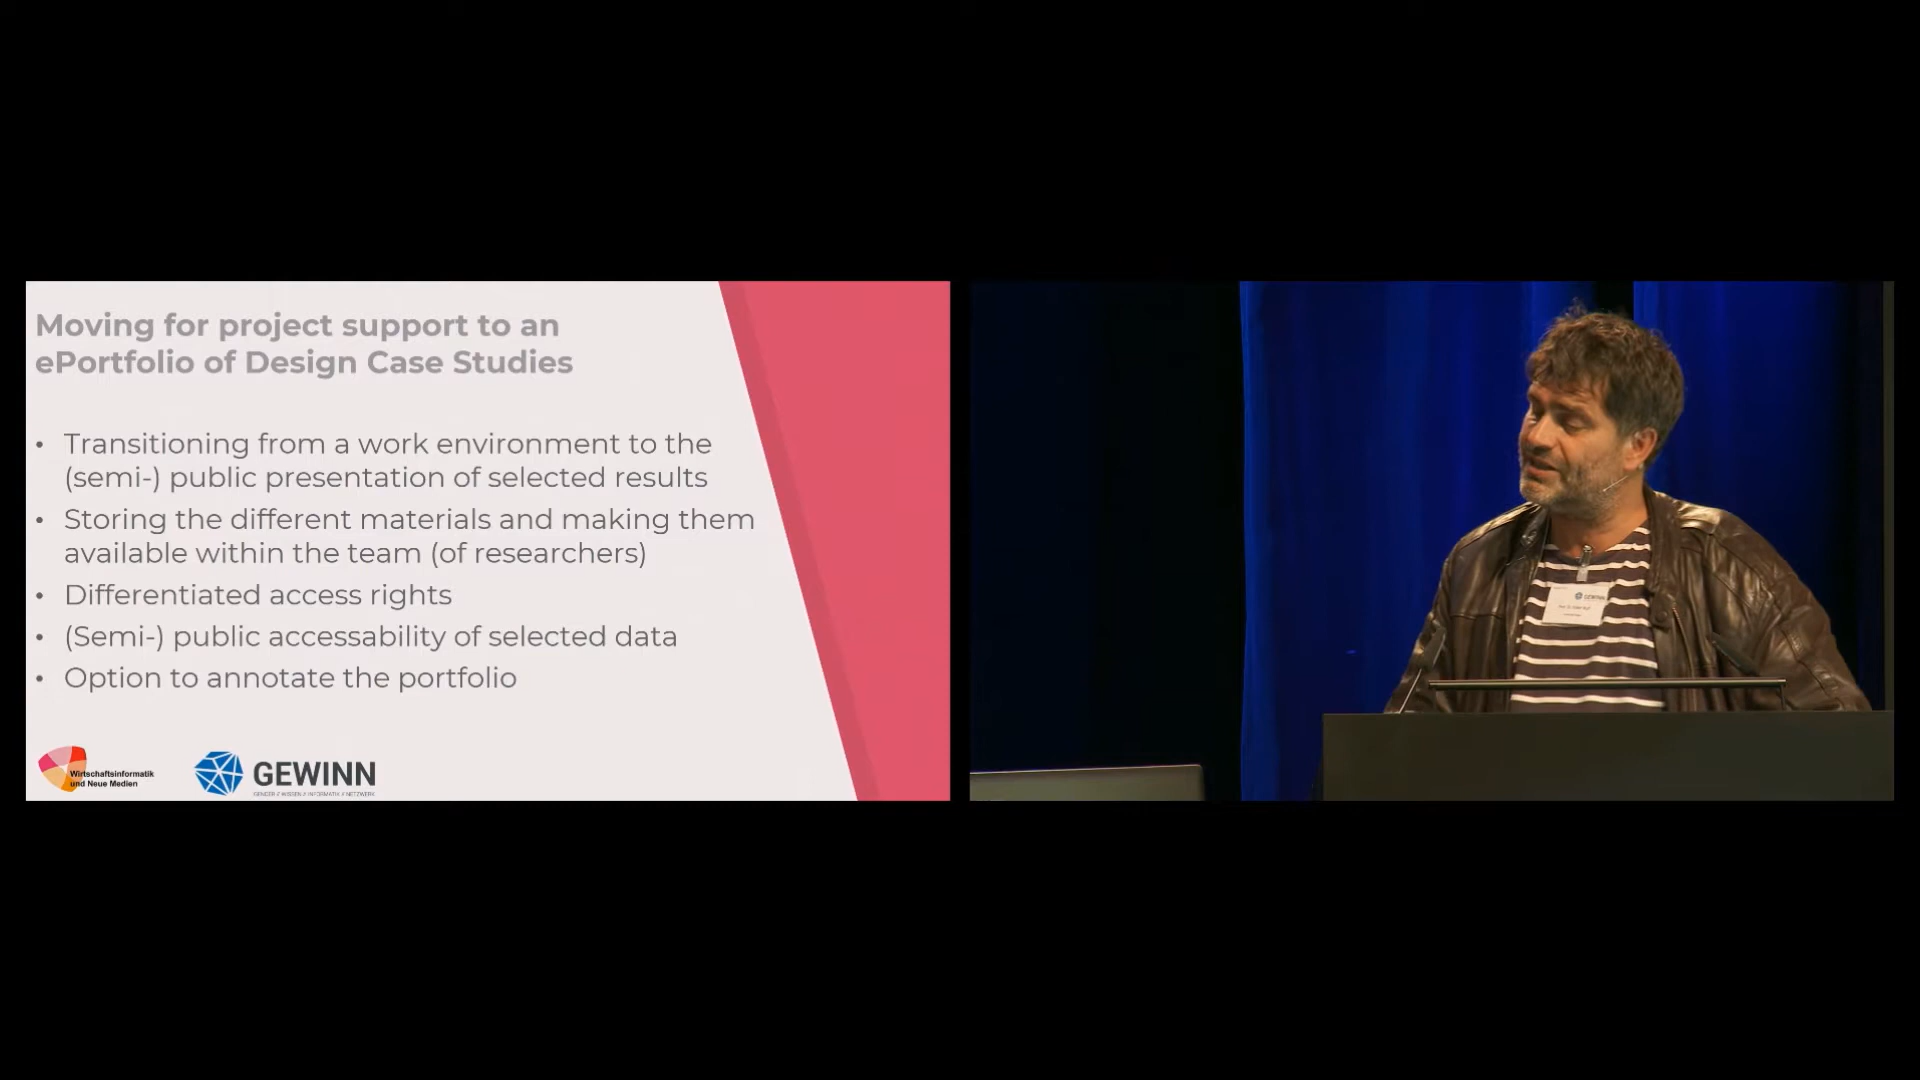 Moving for project support to an
ePortfolio of Design Case Studies
• Transitioning from a work environment to the
(semi-) public presentation of selected results
• Storing the different materials and making them
available within the team (of researchers)
• Differentiated access rights
• (Semi-) public accessability of selected data
• Option to annotate the portfolio
Wirtschaftsinformatik
und Neue Medien
GEWINN
GENDER // WISSEN // INFORMATIK // NETZWERK
GEWINN